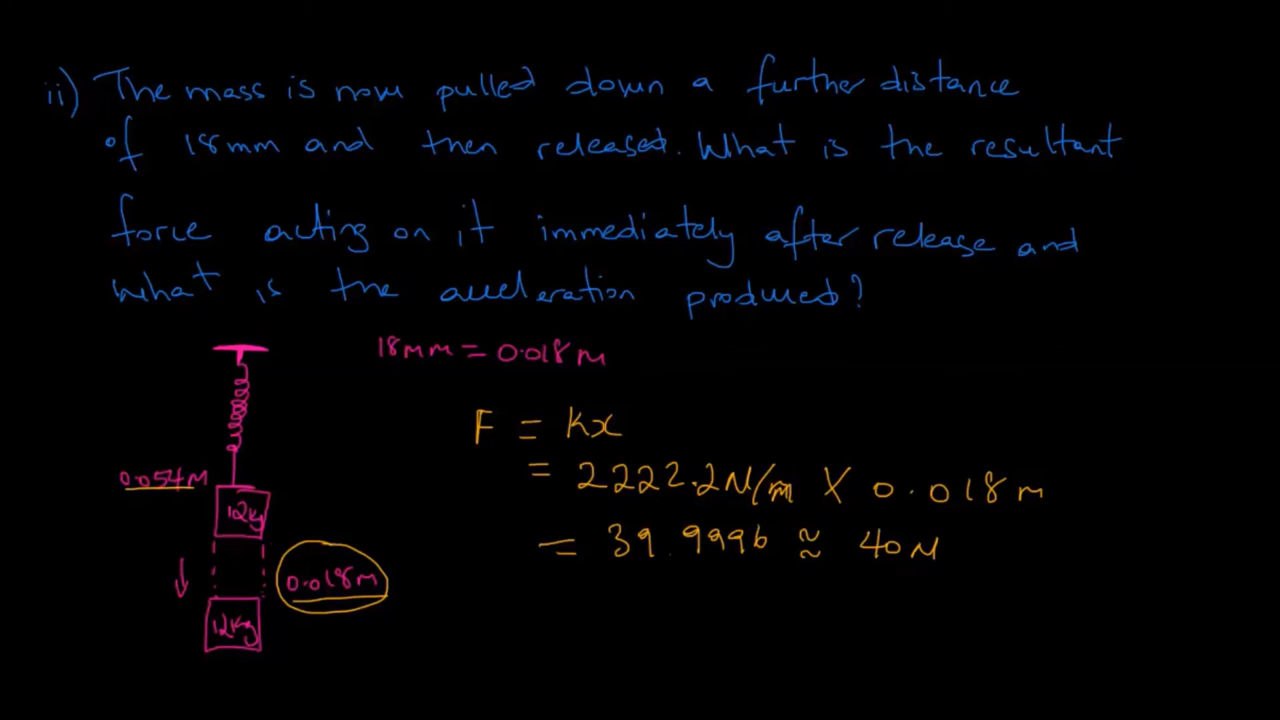 ii) The mass is now pulled down a further distance
of 18mm and then released. What is the resultant
force acting on it immediately after release and
what is the acceleration produced?
18mm = 0.018m
F = kx
0.054m
= 2222.2N/m X 0.018m
12kg
= 39.9996 ≈ 40N
0.018m
12kg